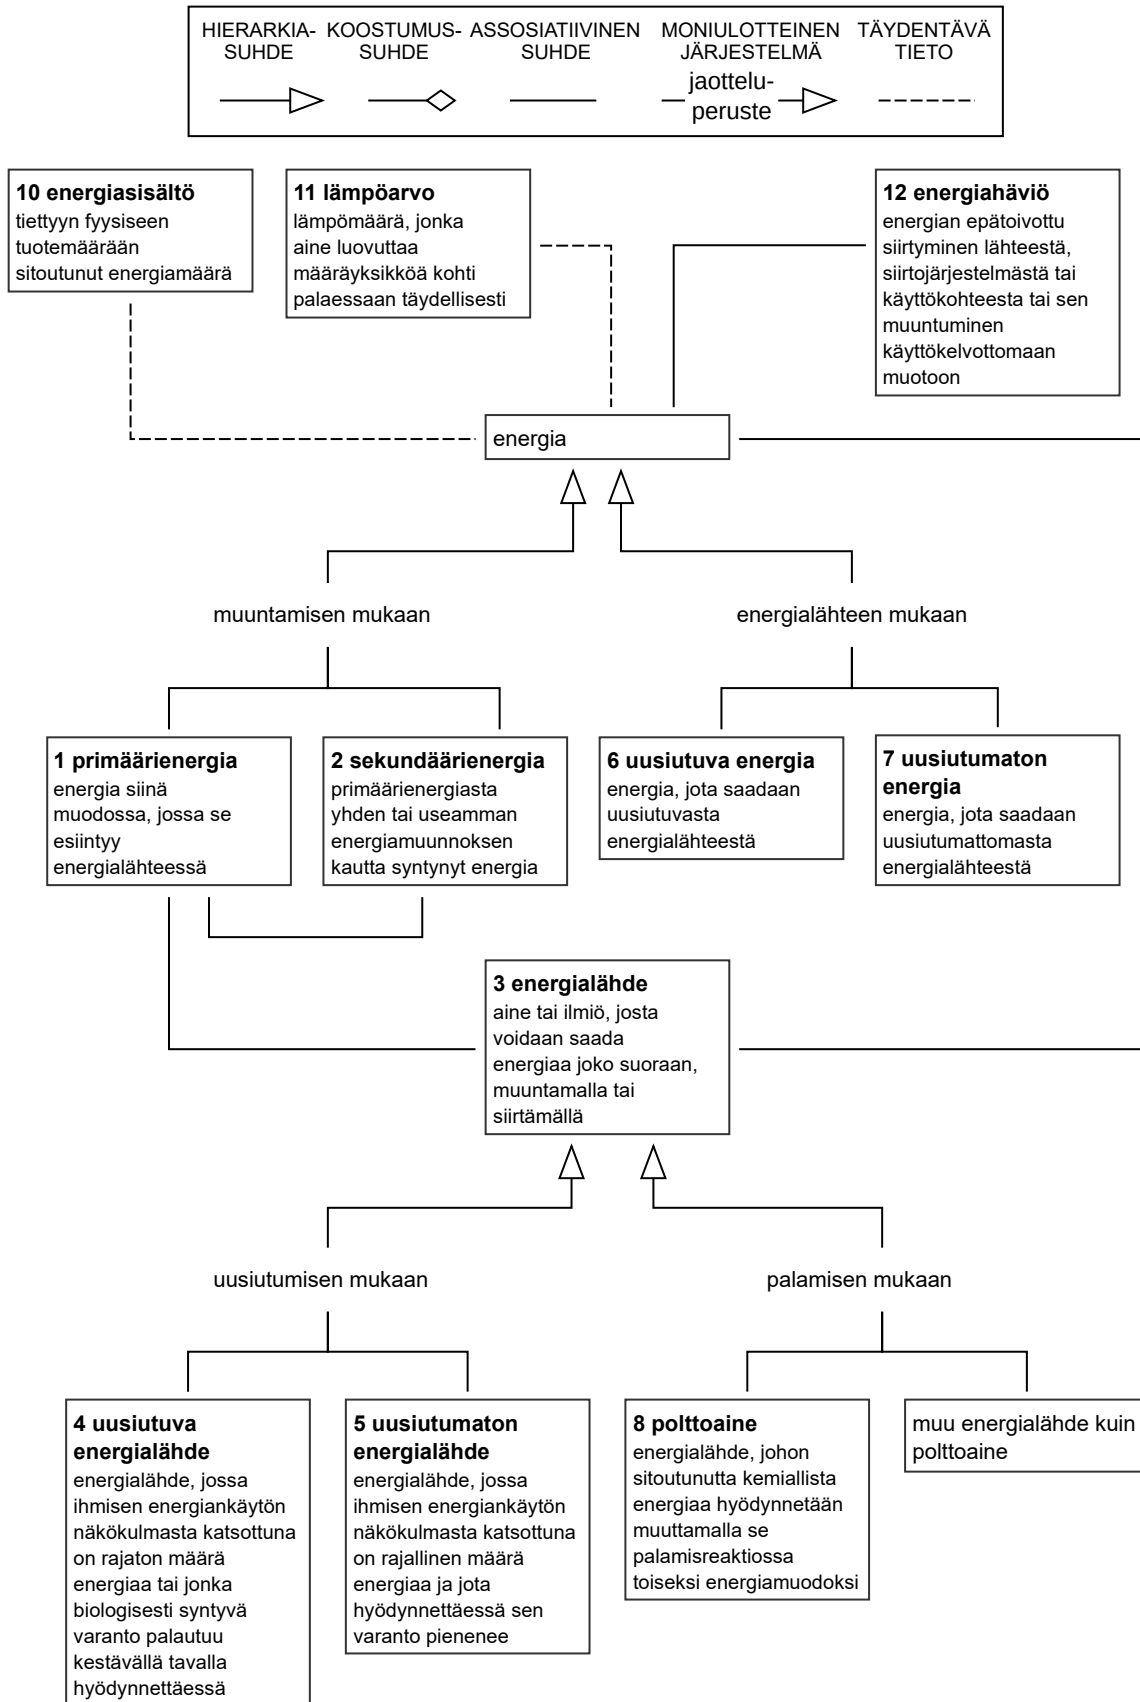 HIERARKIA-
SUHDE
KOOSTUMUS-
SUHDE
ASSOSIATIIVINEN
SUHDE
MONIULOTTEINEN
JÄRJESTELMÄ
jaottelu-
peruste
TÄYDENTÄVÄ
TIETO
10 energiasisältö
tiettyyn fyysiseen
tuotemäärään
sitoutunut energiamäärä
11 lämpöarvo
lämpömäärä, jonka
aine luovuttaa
määräyksikköä kohti
palaessaan täydellisesti
12 energiahäviö
energian epätoivottu
siirtyminen lähteestä,
siirtojärjestelmästä tai
käyttökohteesta tai sen
muuntuminen
käyttökelvottomaan
muotoon
energia
muuntamisen mukaan
energialähteen mukaan
1 primäärienergia
energia siinä
muodossa, jossa se
esiintyy
energialähteessä
2 sekundäärienergia
primäärienergiasta
yhden tai useamman
energiamuunnoksen
kautta syntynyt energia
6 uusiutuva energia
energia, jota saadaan
uusiutuvasta
energialähteestä
7 uusiutumaton
energia
energia, jota saadaan
uusiutumattomasta
energialähteestä
3 energialähde
aine tai ilmiö, josta
voidaan saada
energiaa joko suoraan,
muuntamalla tai
siirtämällä
uusiutumisen mukaan
palamisen mukaan
4 uusiutuva
energialähde
energialähde, jossa
ihmisen energiankäytön
näkökulmasta katsottuna
on rajaton määrä
energiaa tai jonka
biologisesti syntyvä
varanto palautuu
kestävällä tavalla
hyödynnettäessä
5 uusiutumaton
energialähde
energialähde, jossa
ihmisen energiankäytön
näkökulmasta katsottuna
on rajallinen määrä
energiaa ja jota
hyödynnettäessä sen
varanto pienenee
8 polttoaine
energialähde, johon
sitoutunutta kemiallista
energiaa hyödynnetään
muuttamalla se
palamisreaktiossa
toiseksi energiamuodoksi
muu energialähde kuin
polttoaine